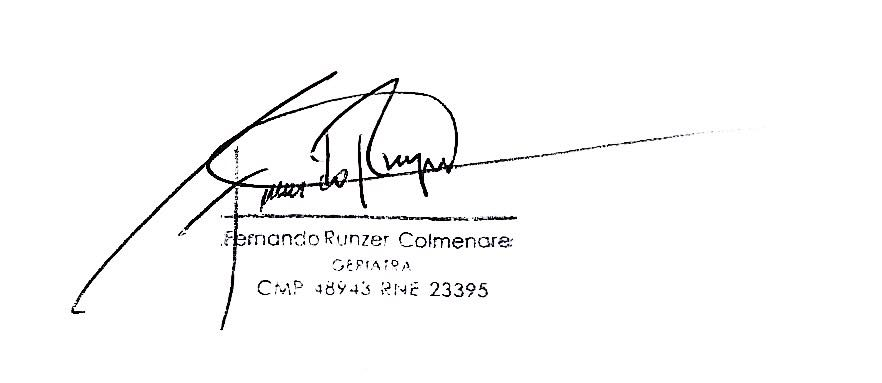 Fernando Runzer Colmenares
GERIATRA
CMP 48943 RNE 23395